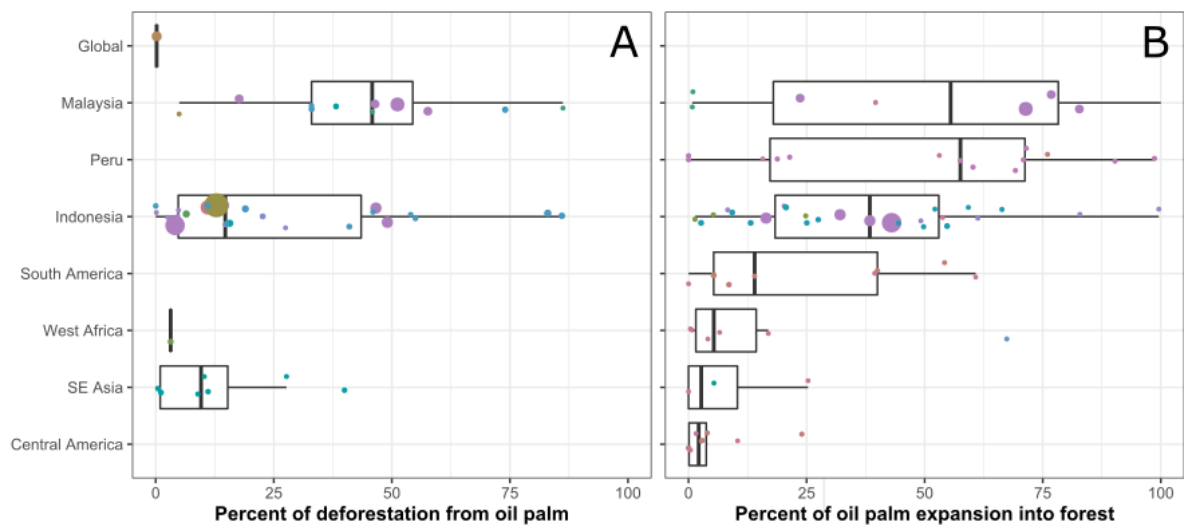 A
B
Global
Malaysia
Peru
Indonesia
South America
West Africa
SE Asia
Central America
0 25 50 75 100
0 25 50 75 100
Percent of deforestation from oil palm
Percent of oil palm expansion into forest